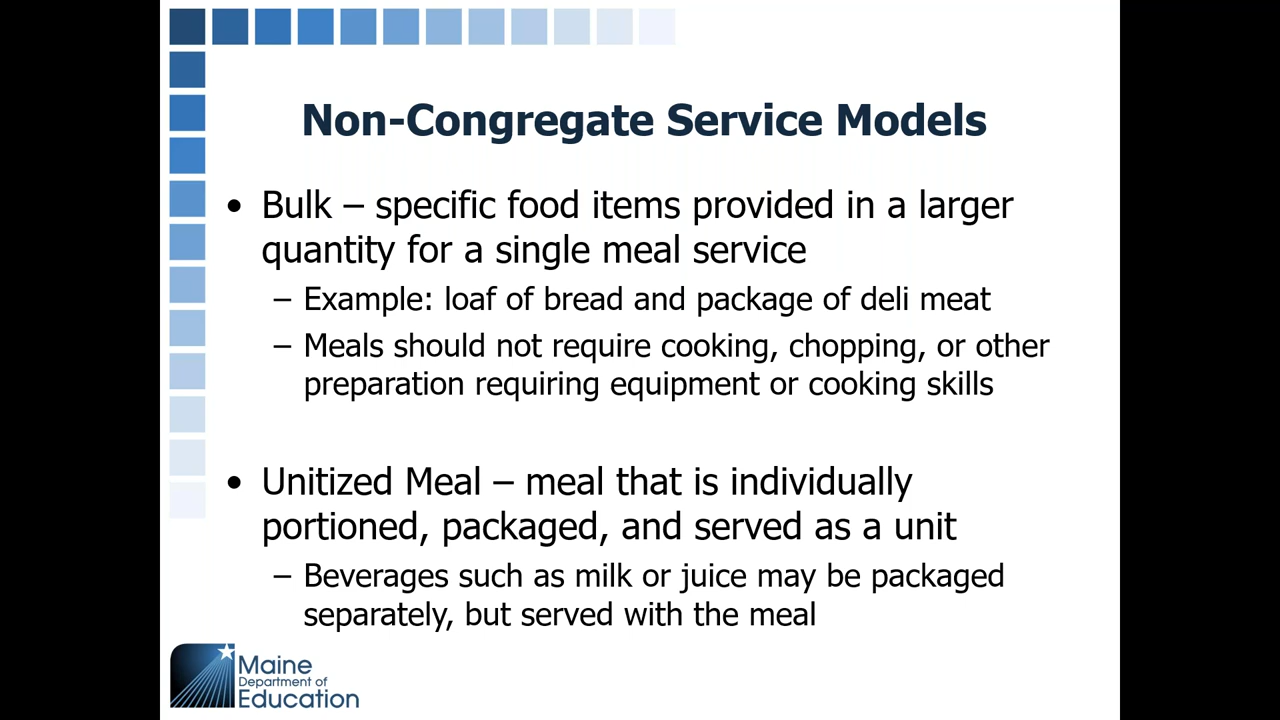 Non-Congregate Service Models
• Bulk – specific food items provided in a larger
quantity for a single meal service
– Example: loaf of bread and package of deli meat
– Meals should not require cooking, chopping, or other
preparation requiring equipment or cooking skills
• Unitized Meal – meal that is individually
portioned, packaged, and served as a unit
– Beverages such as milk or juice may be packaged
separately, but served with the meal
Maine
Department of
Education